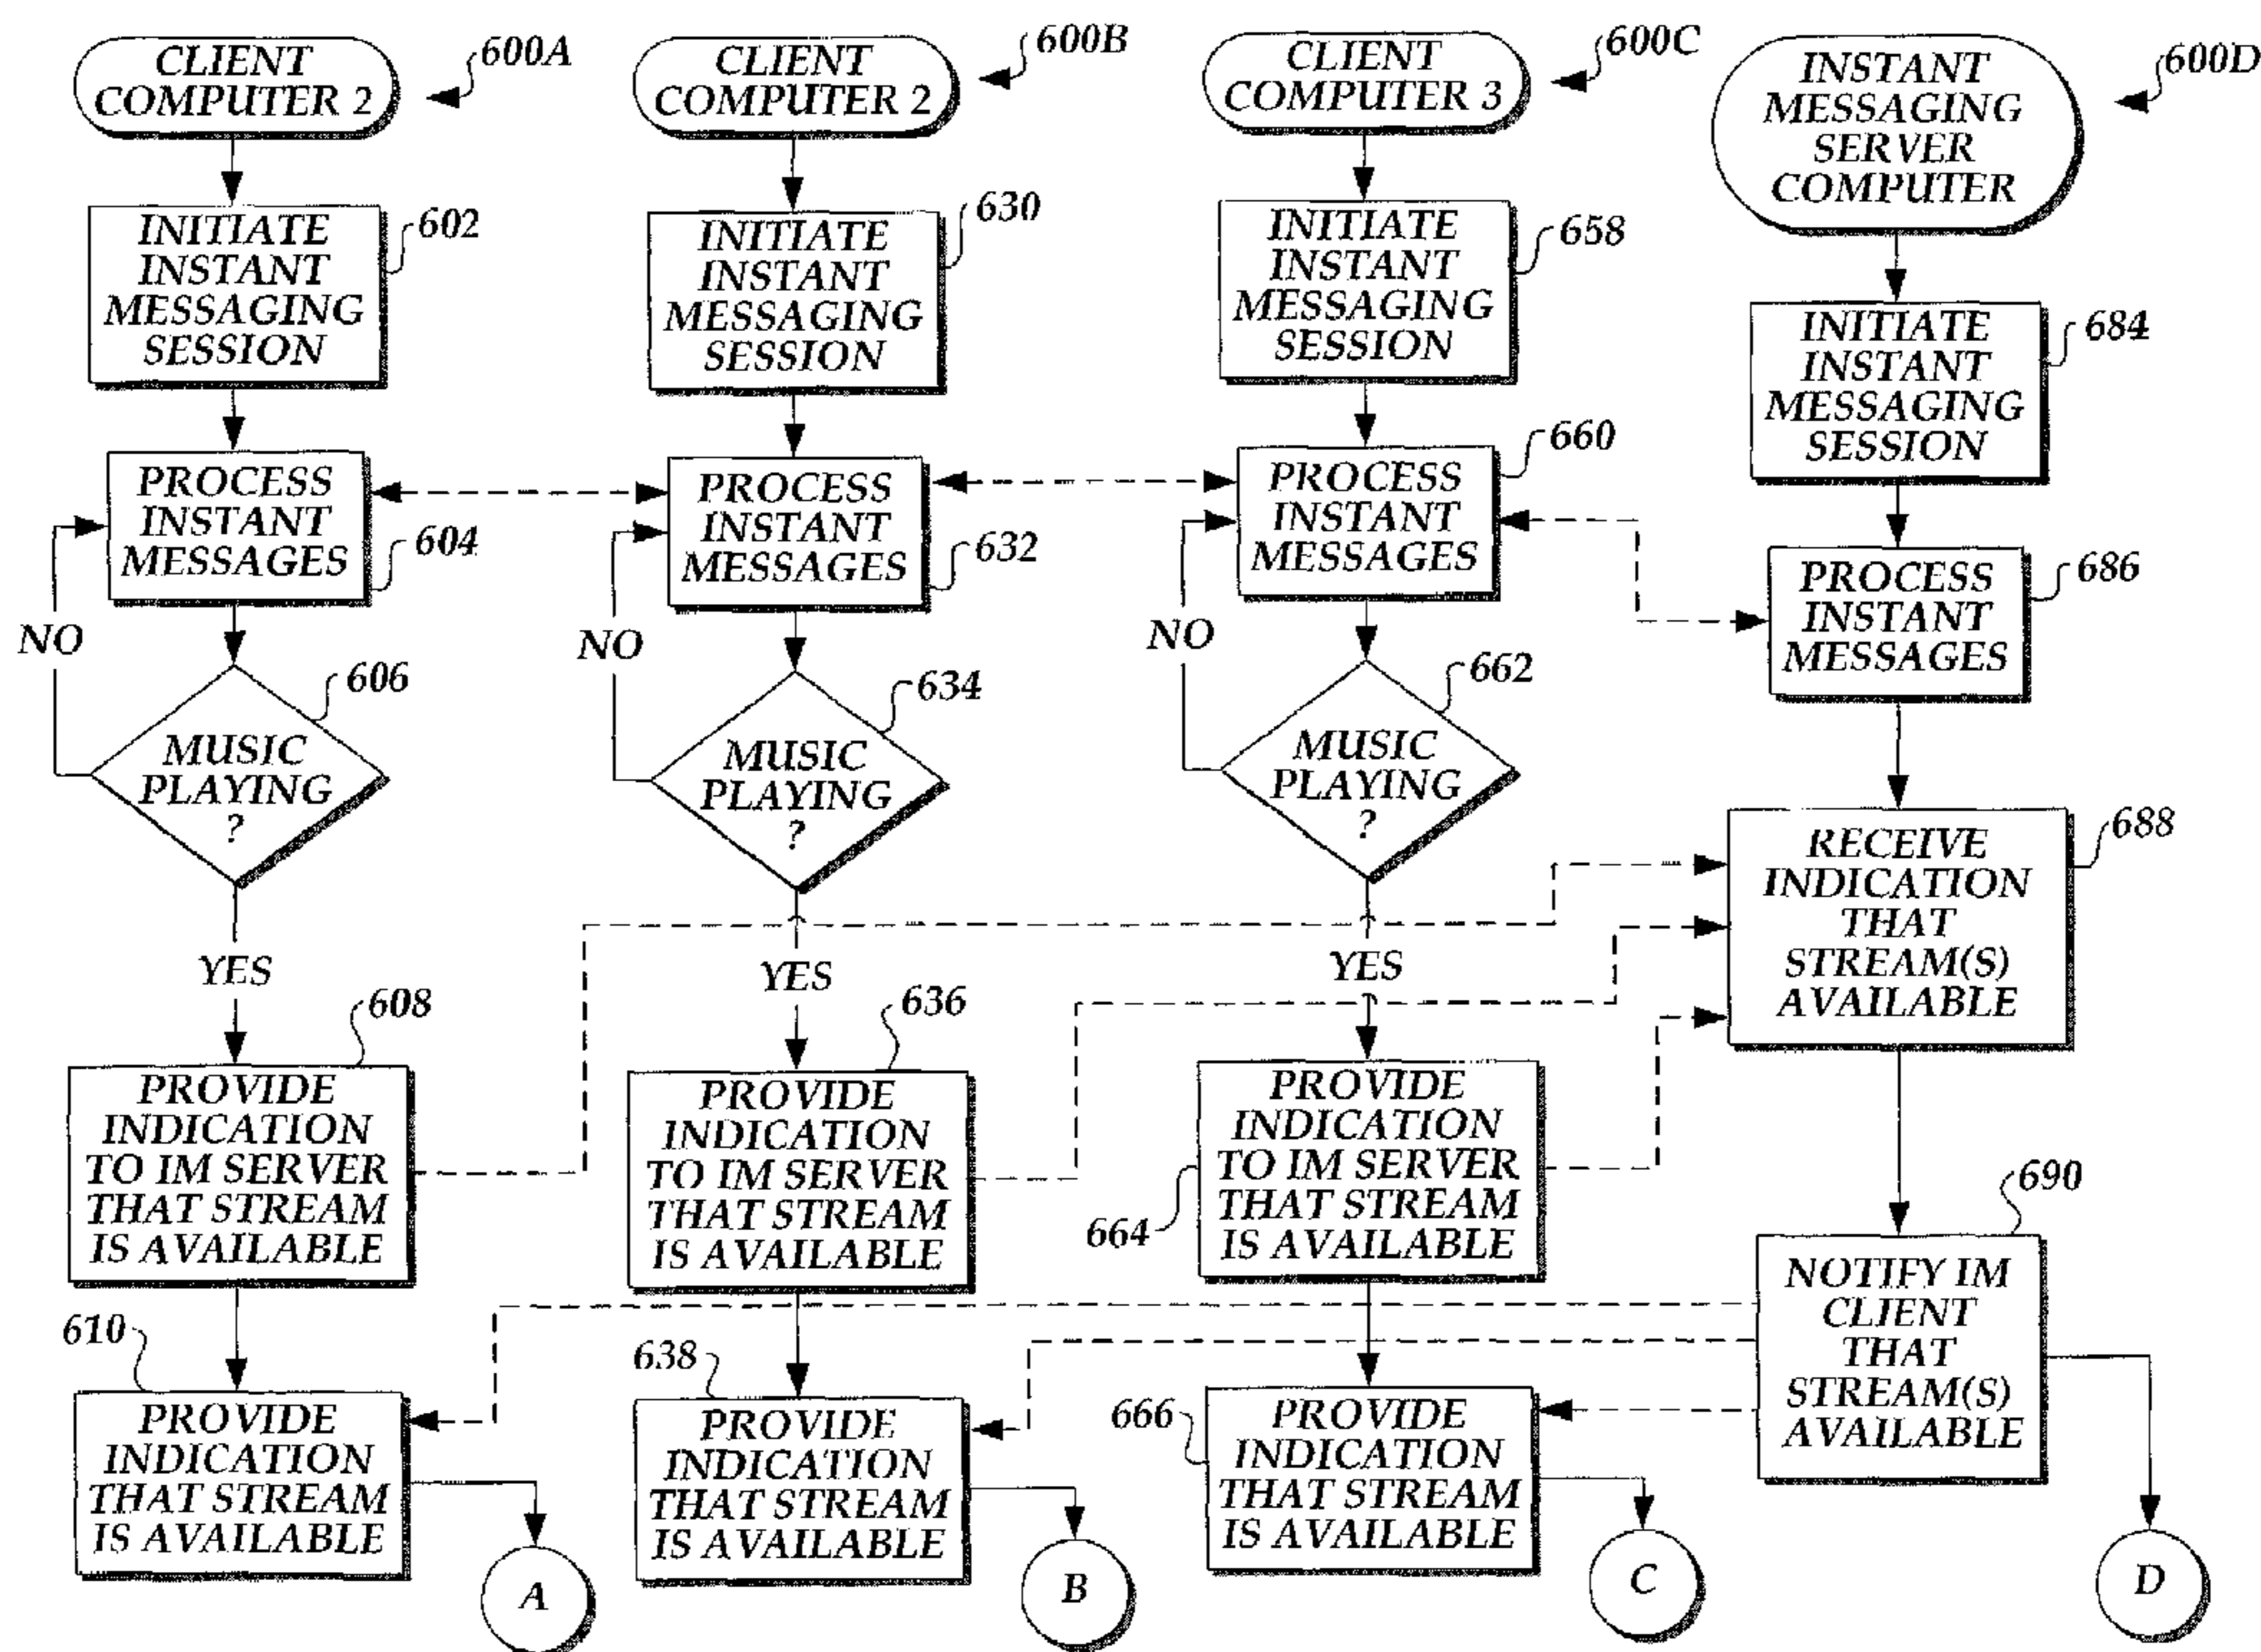 CLIENT
COMPUTER 2
600A
INITIATE
INSTANT
MESSAGING
SESSION
602
PROCESS
INSTANT
MESSAGES
604
NO
MUSIC
PLAYING
?
606
YES
PROVIDE
INDICATION
TO IM SERVER
THAT STREAM
IS AVAILABLE
608
610
PROVIDE
INDICATION
THAT STREAM
IS AVAILABLE
A
CLIENT
COMPUTER 2
600B
INITIATE
INSTANT
MESSAGING
SESSION
630
PROCESS
INSTANT
MESSAGES
632
NO
MUSIC
PLAYING
?
634
YES
PROVIDE
INDICATION
TO IM SERVER
THAT STREAM
IS AVAILABLE
636
638
PROVIDE
INDICATION
THAT STREAM
IS AVAILABLE
B
CLIENT
COMPUTER 3
600C
INITIATE
INSTANT
MESSAGING
SESSION
658
PROCESS
INSTANT
MESSAGES
660
NO
MUSIC
PLAYING
?
662
YES
PROVIDE
INDICATION
TO IM SERVER
THAT STREAM
IS AVAILABLE
664
666
PROVIDE
INDICATION
THAT STREAM
IS AVAILABLE
C
INSTANT
MESSAGING
SERVER
COMPUTER
600D
INITIATE
INSTANT
MESSAGING
SESSION
684
PROCESS
INSTANT
MESSAGES
686
RECEIVE
INDICATION
THAT
STREAM(S)
AVAILABLE
688
690
NOTIFY IM
CLIENT
THAT
STREAM(S)
AVAILABLE
D